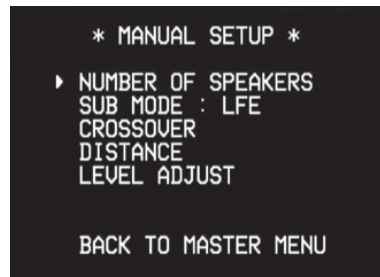 * MANUAL SETUP *
NUMBER OF SPEAKERS
SUB MODE : LFE
CROSSOVER
DISTANCE
LEVEL ADJUST
BACK TO MASTER MENU